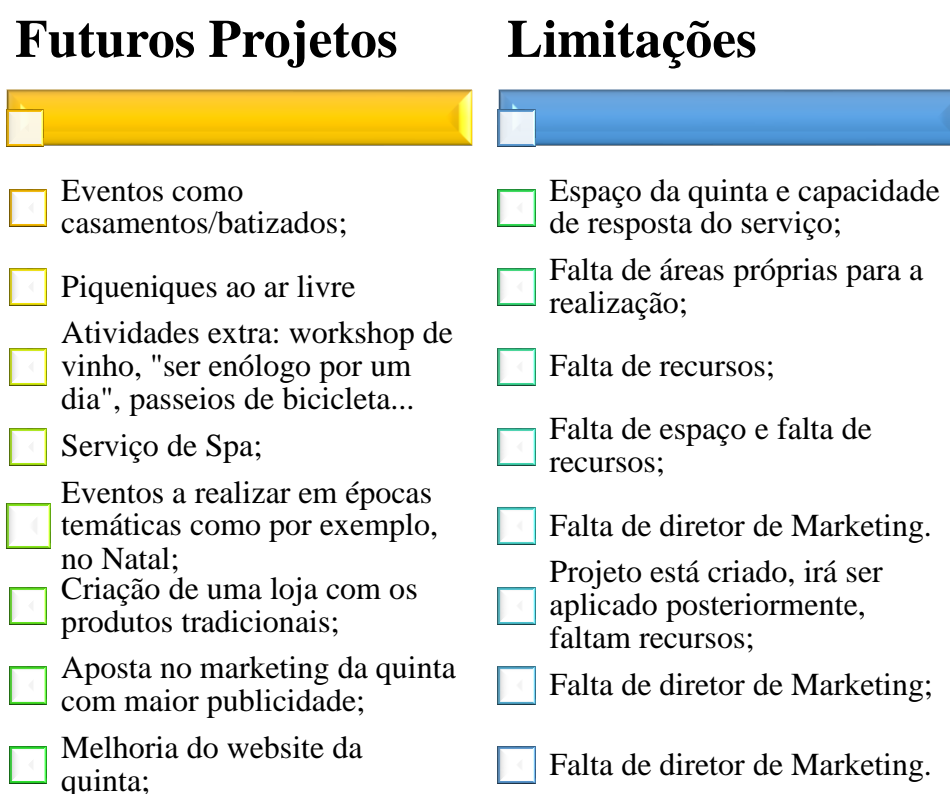 Futuros Projetos
Eventos como
casamentos/batizados;
Piqueniques ao ar livre
Atividades extra: workshop de
vinho, "ser enólogo por um
dia", passeios de bicicleta...
Serviço de Spa;
Eventos a realizar em épocas
temáticas como por exemplo,
no Natal;
Criação de uma loja com os
produtos tradicionais;
Aposta no marketing da quinta
com maior publicidade;
Melhoria do website da
quinta;
Limitações
Espaço da quinta e capacidade
de resposta do serviço;
Falta de áreas próprias para a
realização;
Falta de recursos;
Falta de espaço e falta de
recursos;
Falta de diretor de Marketing.
Projeto está criado, irá ser
aplicado posteriormente,
faltam recursos;
Falta de diretor de Marketing;
Falta de diretor de Marketing.